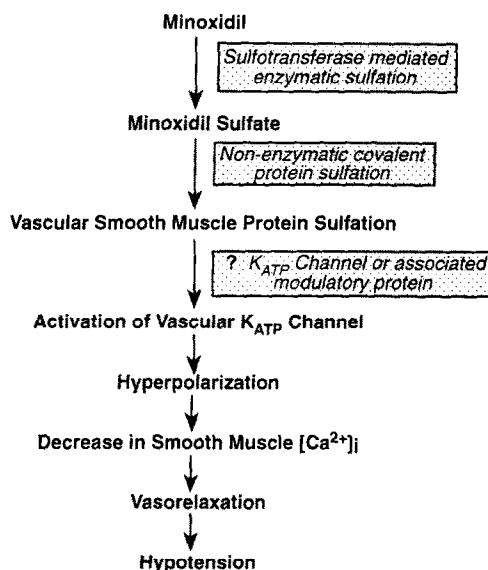 Minoxidil
Sulfotransferase mediated
enzymatic sulfation
Minoxidil Sulfate
Non-enzymatic covalent
protein sulfation
Vascular Smooth Muscle Protein Sulfation
? K_ATP Channel or associated
modulatory protein
Activation of Vascular K_ATP Channel
Hyperpolarization
Decrease in Smooth Muscle [Ca²⁺]i
Vasorelaxation
Hypotension